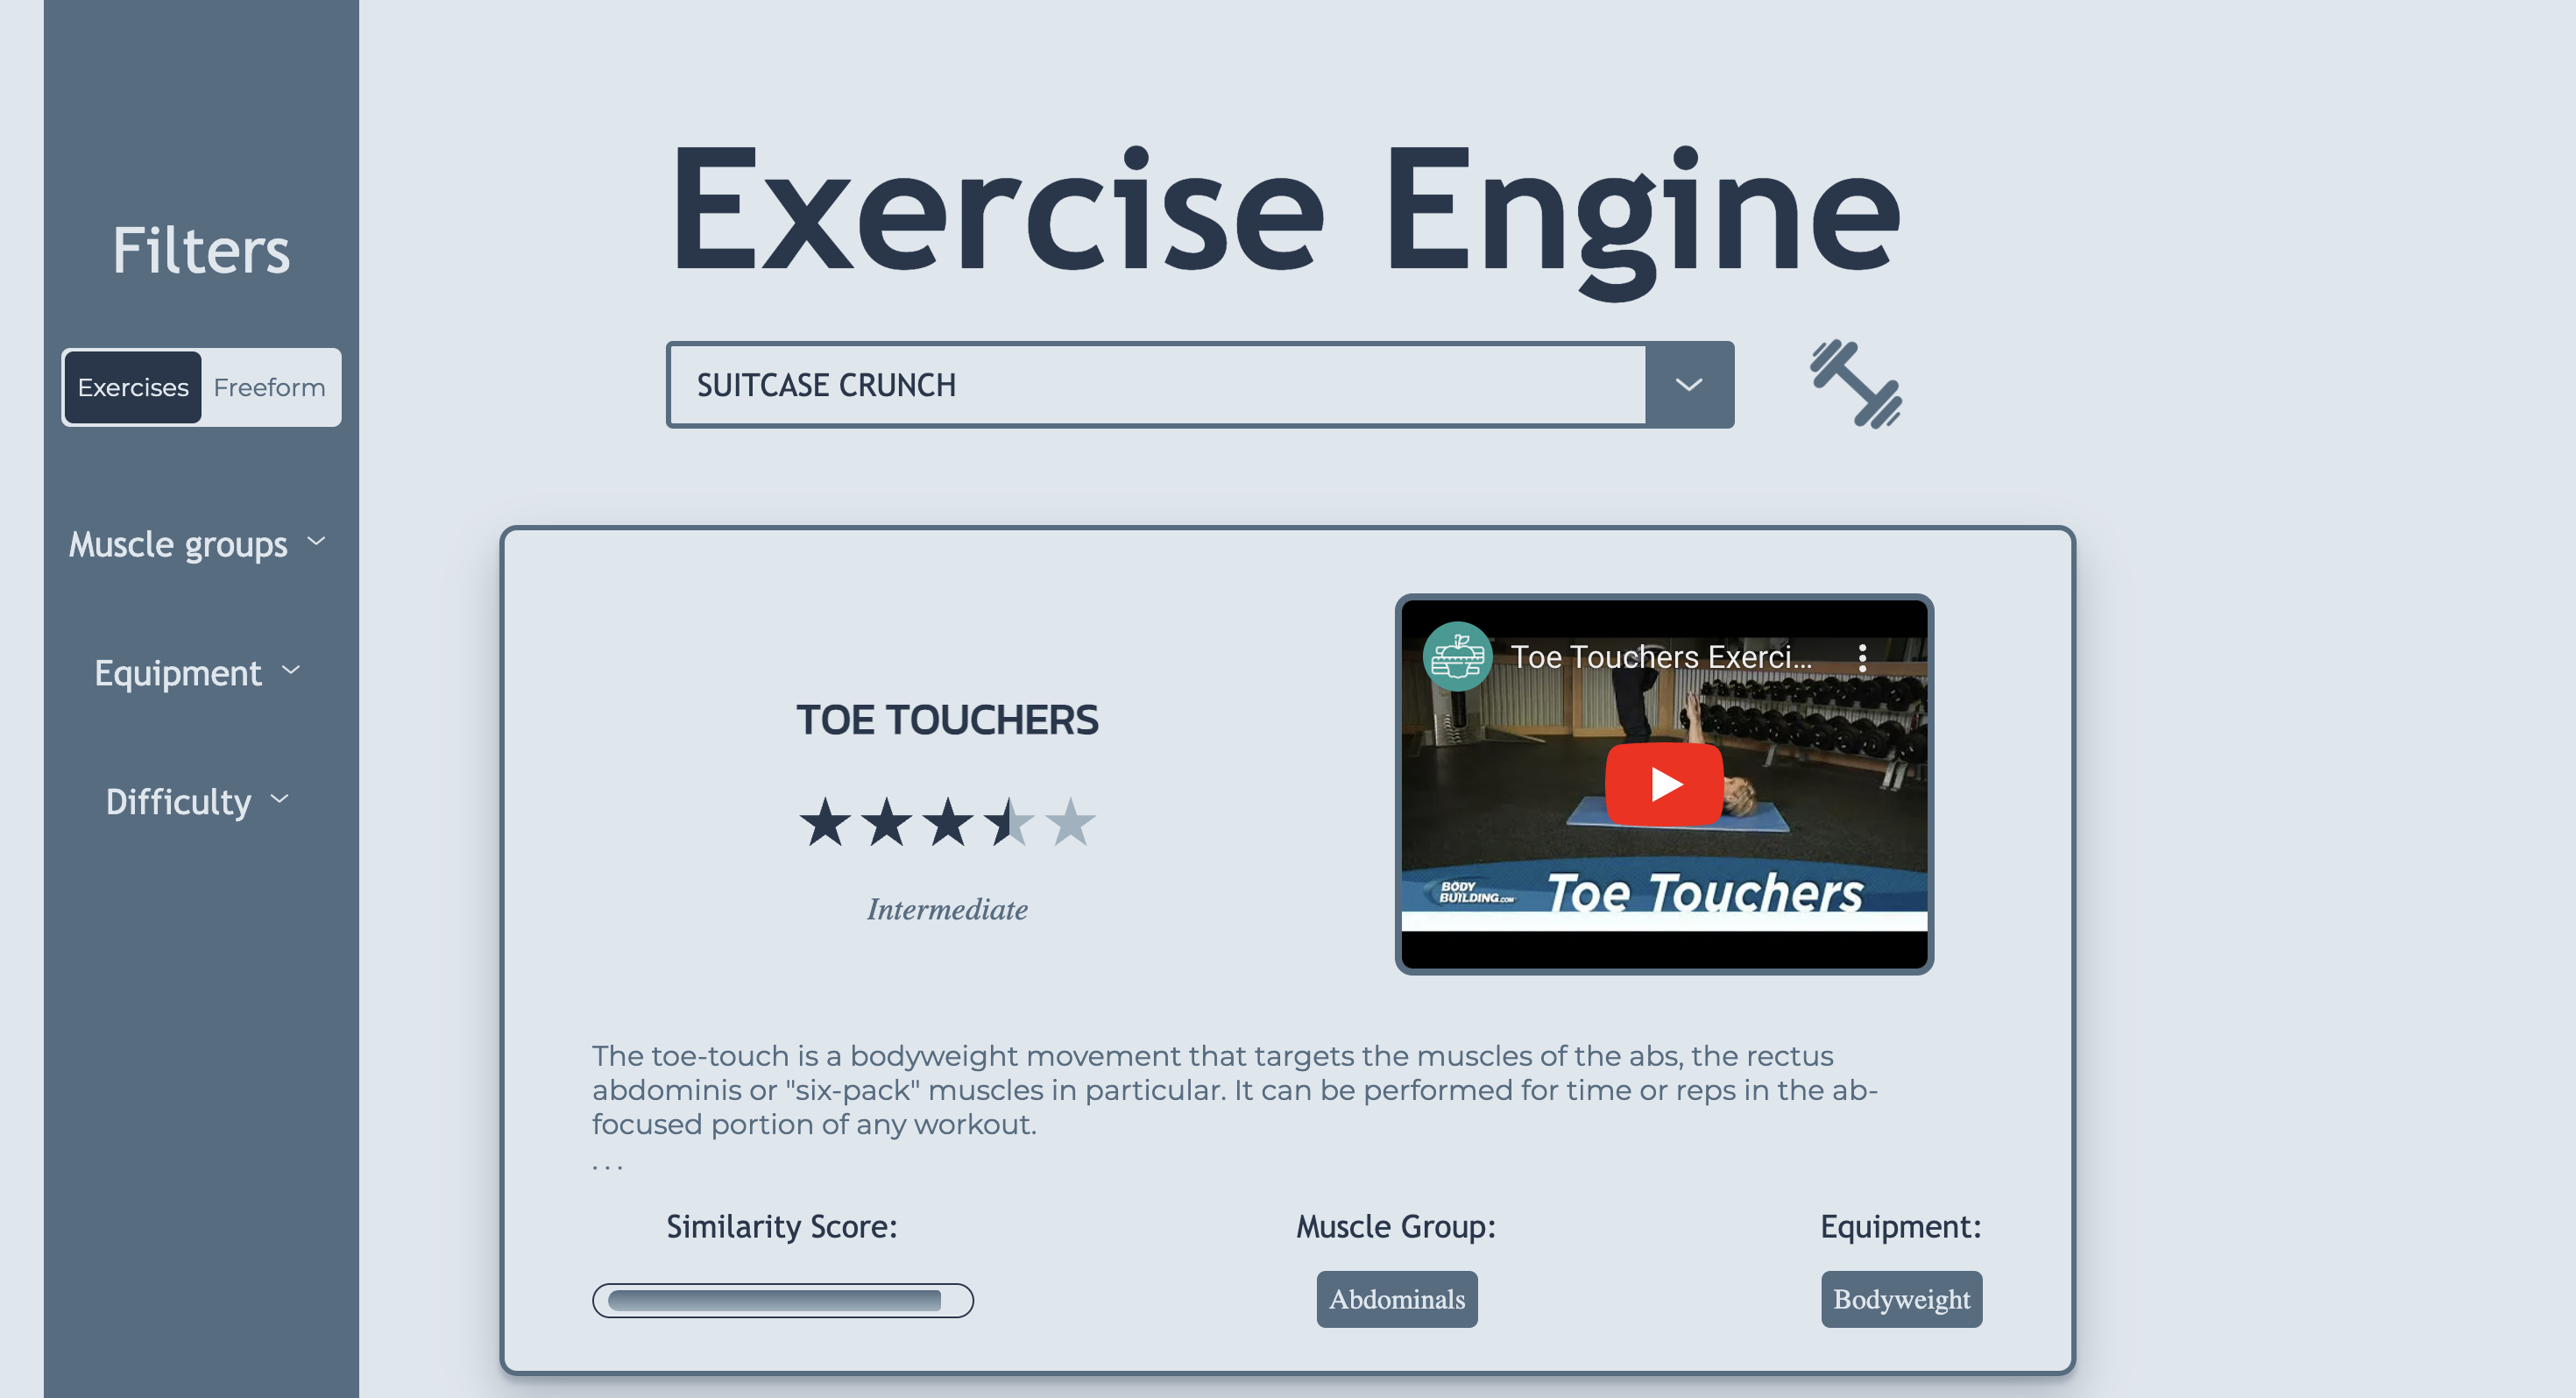 Exercise Engine
Filters
Exercises Freeform
SUITCASE CRUNCH
Muscle groups
Equipment
Difficulty
TOE TOUCHERS
Intermediate
Toe Touchers Exerci...
BODY
BUILDING.COM
Toe Touchers
The toe-touch is a bodyweight movement that targets the muscles of the abs, the rectus
abdominis or "six-pack" muscles in particular. It can be performed for time or reps in the ab-
focused portion of any workout.
...
Similarity Score:
Muscle Group:
Abdominals
Equipment:
Bodyweight